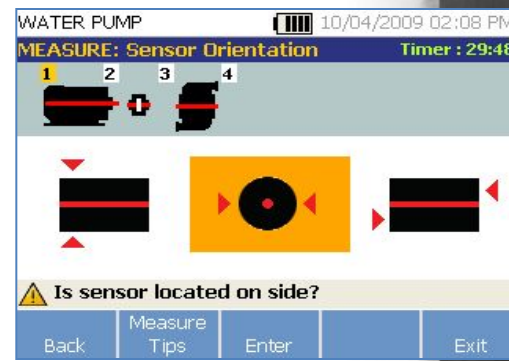 WATER PUMP 10/04/2009 02:08 PM
MEASURE: Sensor Orientation Timer : 29:48
1 2 3 4
Is sensor located on side?
Back Measure Tips Enter Exit